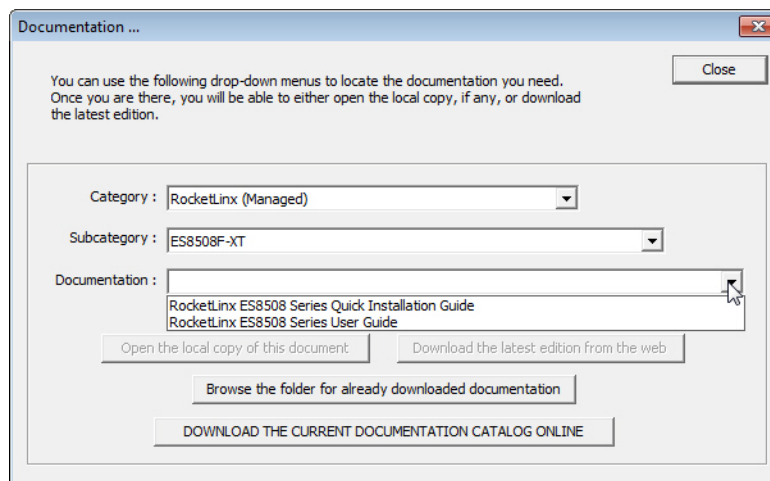 Documentation ...
Close
You can use the following drop-down menus to locate the documentation you need.
Once you are there, you will be able to either open the local copy, if any, or download
the latest edition.
Category : RocketLinx (Managed)
Subcategory : ES8508F-XT
Documentation :
RocketLinx ES8508 Series Quick Installation Guide
RocketLinx ES8508 Series User Guide
Open the local copy of this document Download the latest edition from the web
Browse the folder for already downloaded documentation
DOWNLOAD THE CURRENT DOCUMENTATION CATALOG ONLINE